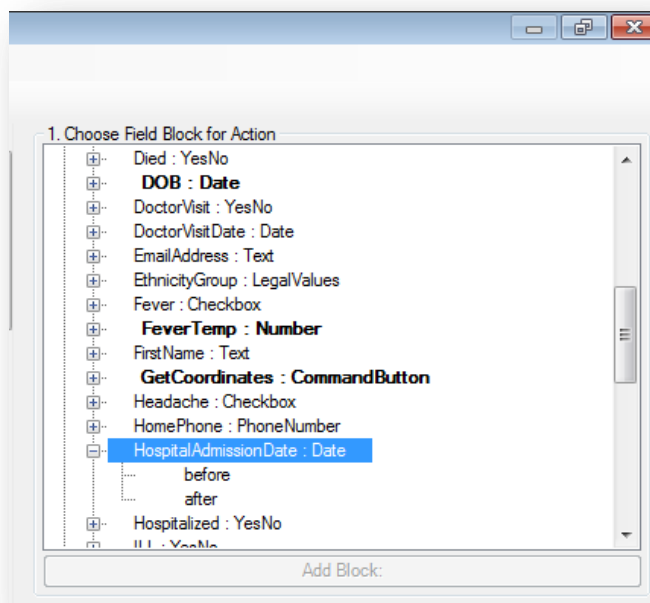 1. Choose Field Block for Action
Died : YesNo
DOB : Date
DoctorVisit : YesNo
DoctorVisitDate : Date
EmailAddress : Text
EthnicityGroup : LegalValues
Fever : Checkbox
FeverTemp : Number
FirstName : Text
GetCoordinates : CommandButton
Headache : Checkbox
HomePhone : PhoneNumber
HospitalAdmissionDate : Date
before
after
Hospitalized : YesNo
ILL : YesNo
Add Block: